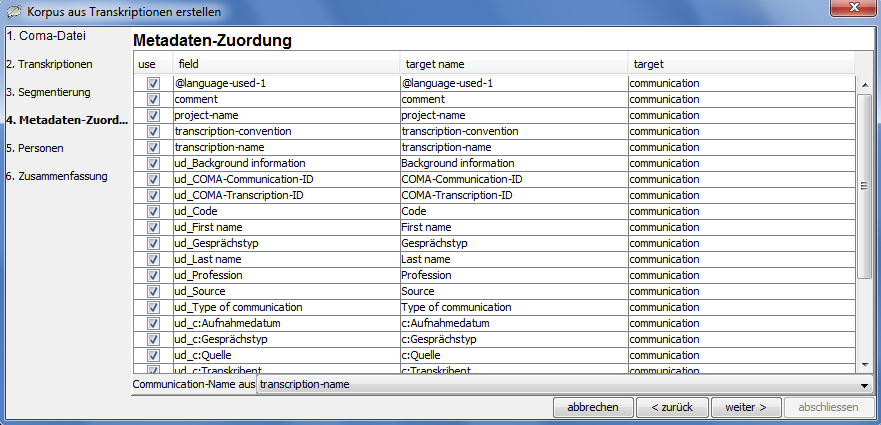 Korpus aus Transkriptionen erstellen
1. Coma-Datei
2. Transkriptionen
3. Segmentierung
4. Metadaten-Zuord...
5. Personen
6. Zusammenfassung
Metadaten-Zuordung
use field target name target
@language-used-1 @language-used-1 communication
comment comment communication
project-name project-name communication
transcription-convention transcription-convention communication
transcription-name transcription-name communication
ud_Background information Background information communication
ud_COMA-Communication-ID COMA-Communication-ID communication
ud_COMA-Transcription-ID COMA-Transcription-ID communication
ud_Code Code communication
ud_First name First name communication
ud_Gesprächstyp Gesprächstyp communication
ud_Last name Last name communication
ud_Profession Profession communication
ud_Source Source communication
ud_Type of communication Type of communication communication
ud_c:Aufnahmedatum c:Aufnahmedatum communication
ud_c:Gesprächstyp c:Gesprächstyp communication
ud_c:Quelle c:Quelle communication
ud_c:Transkribent c:Transkribent communication
Communication-Name aus transcription-name
abbrechen < zurück weiter > abschliessen